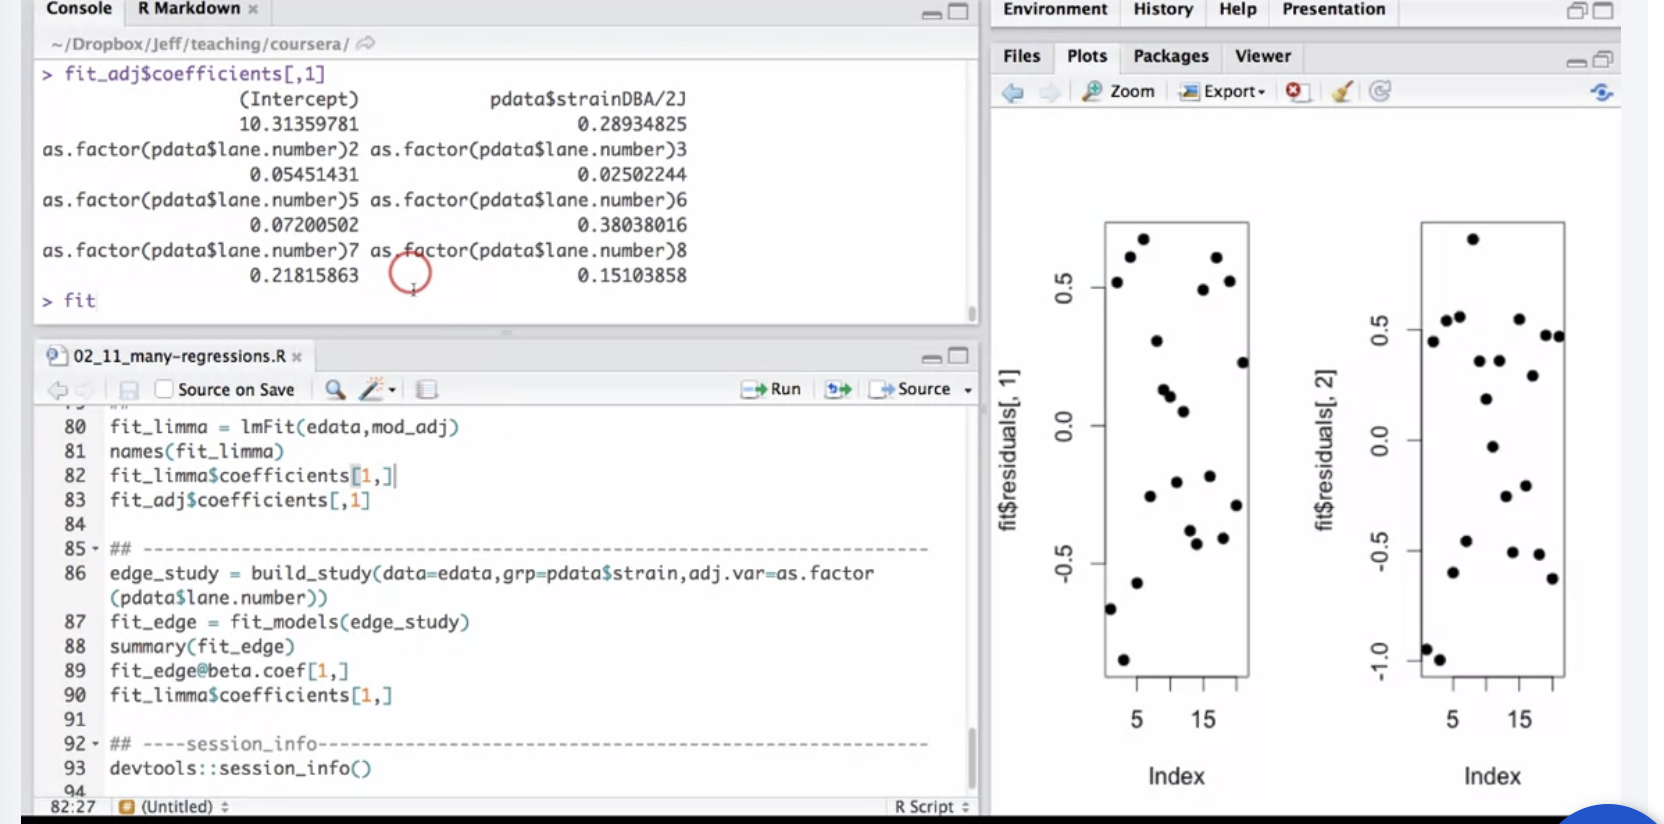 Console R Markdown
~/Dropbox/Jeff/teaching/coursera/
> fit_adj$coefficients[,1]
(Intercept) pdata$strainDBA/2J
10.31359781 0.28934825
as.factor(pdata$lane.number)2 as.factor(pdata$lane.number)3
0.05451431 0.02502244
as.factor(pdata$lane.number)5 as.factor(pdata$lane.number)6
0.07200502 0.38038016
as.factor(pdata$lane.number)7 as.factor(pdata$lane.number)8
0.21815863 0.15103858
> fit
02_11_many-regressions.R
Source on Save Run Source
79 ##
80 fit_limma = lmFit(edata,mod_adj)
81 names(fit_limma)
82 fit_limma$coefficients[1,]
83 fit_adj$coefficients[,1]
84
85 ## ------------------------------------------------------------------
86 edge_study = build_study(data=edata,grp=pdata$strain,adj.var=as.factor
(pdata$lane.number))
87 fit_edge = fit_models(edge_study)
88 summary(fit_edge)
89 fit_edge@beta.coef[1,]
90 fit_limma$coefficients[1,]
91
92 ## ----session_info---------------------------------------------------
93 devtools::session_info()
94
82:27 (Untitled) R Script
Environment History Help Presentation
Files Plots Packages Viewer
Zoom Export
fit$residuals[, 1]
0.5
0.0
-0.5
5 15
Index
fit$residuals[, 2]
0.5
0.0
-0.5
-1.0
5 15
Index